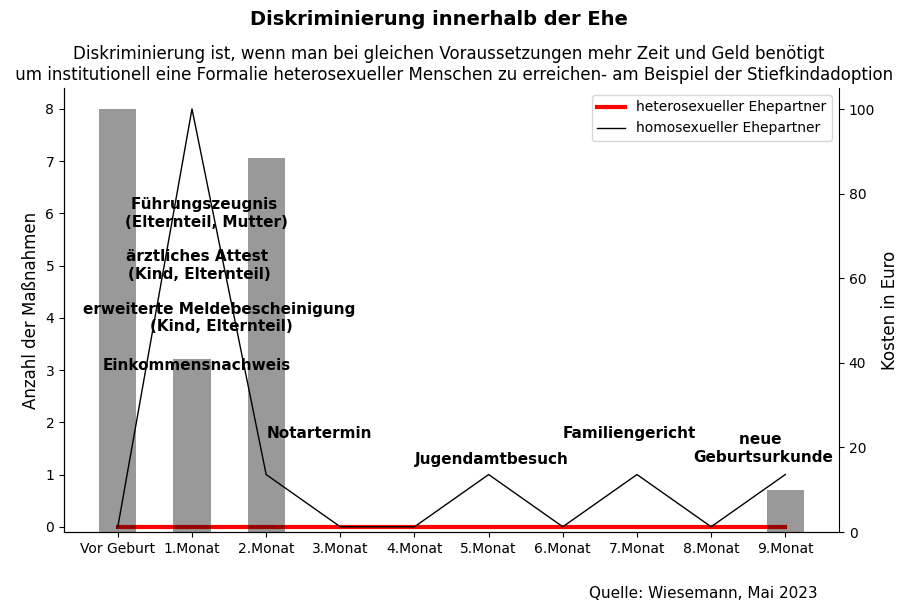 Diskriminierung innerhalb der Ehe
Diskriminierung ist, wenn man bei gleichen Voraussetzungen mehr Zeit und Geld benötigt
um institutionell eine Formalie heterosexueller Menschen zu erreichen- am Beispiel der Stiefkindadoption
heterosexueller Ehepartner
homosexueller Ehepartner
Anzahl der Maßnahmen
8
7
6
5
4
3
2
1
0
Führungszeugnis
(Elternteil, Mutter)
ärztliches Attest
(Kind, Elternteil)
erweiterte Meldebescheinigung
(Kind, Elternteil)
Einkommensnachweis
Notartermin
Jugendamtbesuch
Familiengericht
neue
Geburtsurkunde
100
80
60
40
20
0
Kosten in Euro
Vor Geburt 1.Monat 2.Monat 3.Monat 4.Monat 5.Monat 6.Monat 7.Monat 8.Monat 9.Monat
Quelle: Wiesemann, Mai 2023